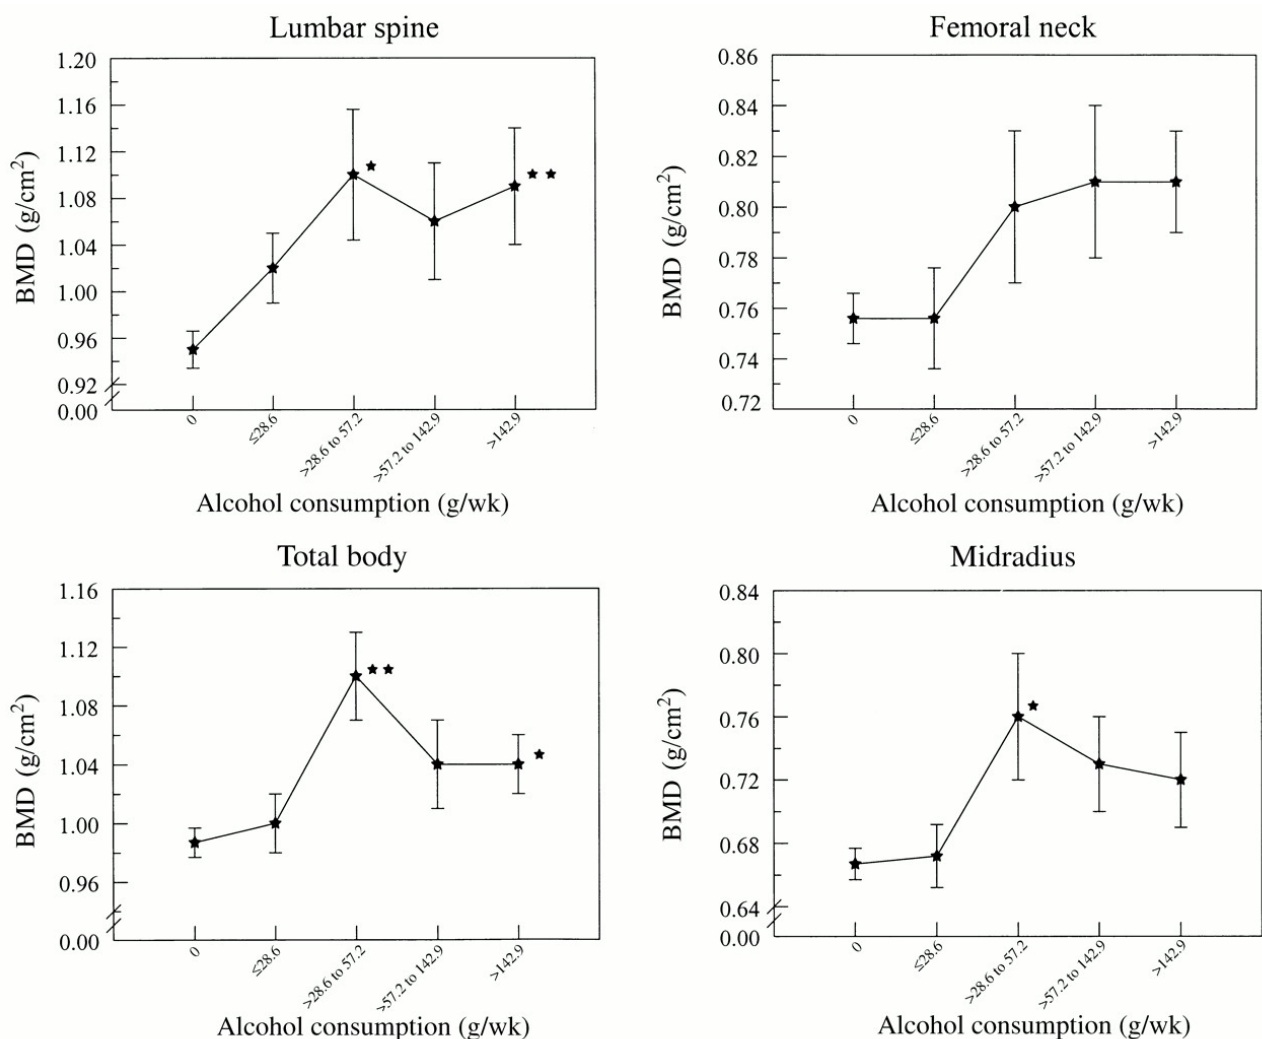 Lumbar spine
BMD (g/cm²)
1.20
1.16
1.12
1.08
1.04
1.00
0.96
0.92
0.00
0
≤28.6
>28.6 to 57.2
>57.2 to 142.9
>142.9
Alcohol consumption (g/wk)
Femoral neck
BMD (g/cm²)
0.86
0.84
0.82
0.80
0.78
0.76
0.74
0.72
0
≤28.6
>28.6 to 57.2
>57.2 to 142.9
>142.9
Alcohol consumption (g/wk)
Total body
BMD (g/cm²)
1.16
1.12
1.08
1.04
1.00
0.96
0.00
0
≤28.6
>28.6 to 57.2
>57.2 to 142.9
>142.9
Alcohol consumption (g/wk)
Midradius
BMD (g/cm²)
0.84
0.80
0.76
0.72
0.68
0.64
0.00
0
≤28.6
>28.6 to 57.2
>57.2 to 142.9
>142.9
Alcohol consumption (g/wk)